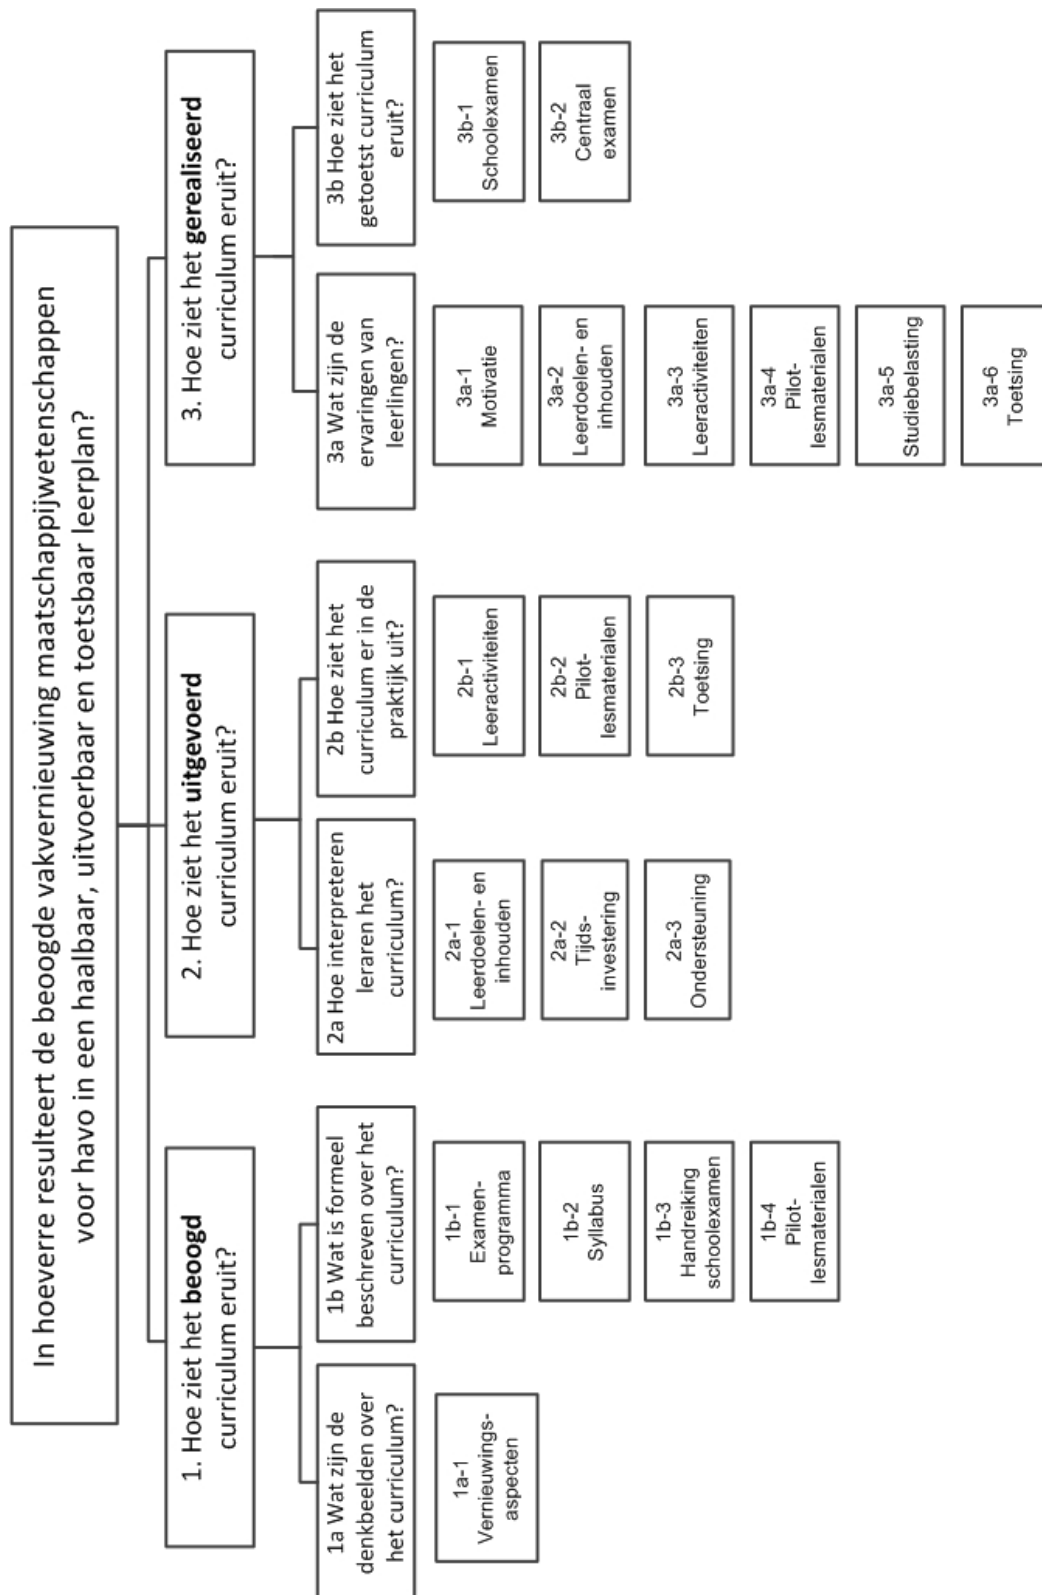 In hoeverre resulteert de beoogde vakvernieuwing maatschappijwetenschappen
voor havo in een haalbaar, uitvoerbaar en toetsbaar leerplan?
1. Hoe ziet het beoogd
curriculum eruit?
1a Wat zijn de
denkbeelden over
het curriculum?
1a-1
Vernieuwings-
aspecten
1b Wat is formeel
beschreven over het
curriculum?
1b-1
Examen-
programma
1b-2
Syllabus
1b-3
Handreiking
schoolexamen
1b-4
Pilot-
lesmaterialen
2. Hoe ziet het uitgevoerd
curriculum eruit?
2a Hoe interpreteren
leraren het
curriculum?
2a-1
Leerdoelen- en
inhouden
2a-2
Tijds-
investering
2a-3
Ondersteuning
2b Hoe ziet het
curriculum er in de
praktijk uit?
2b-1
Leeractiviteiten
2b-2
Pilot-
lesmaterialen
2b-3
Toetsing
3. Hoe ziet het gerealiseerd
curriculum eruit?
3a Wat zijn de
ervaringen van
leerlingen?
3a-1
Motivatie
3a-2
Leerdoelen- en
inhouden
3a-3
Leeractiviteiten
3a-4
Pilot-
lesmaterialen
3a-5
Studiebelasting
3a-6
Toetsing
3b Hoe ziet het
getoetst curriculum
eruit?
3b-1
Schoolexamen
3b-2
Centraal
examen